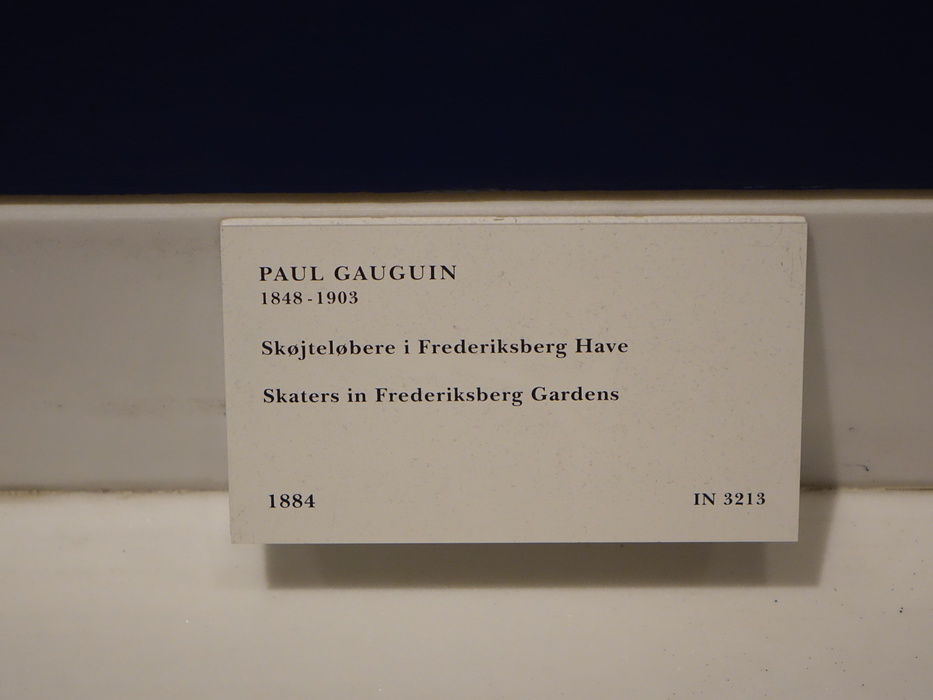 PAUL GAUGUIN
1848-1903
Skøjteløbere i Frederiksberg Have
Skaters in Frederiksberg Gardens
1884 IN 3213